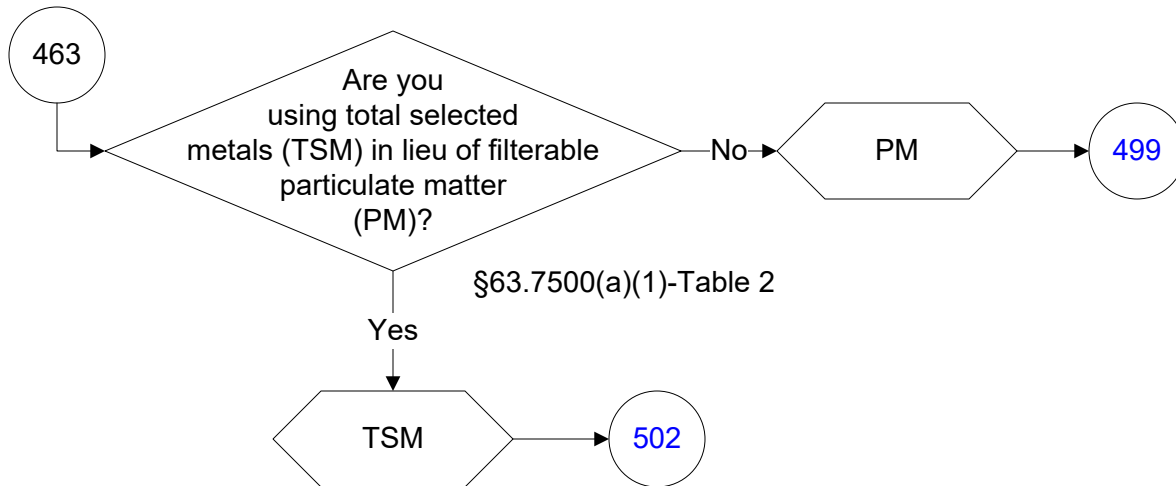 463
Are you
using total selected
metals (TSM) in lieu of filterable
particulate matter
(PM)?
No
PM
499
§63.7500(a)(1)-Table 2
Yes
TSM
502